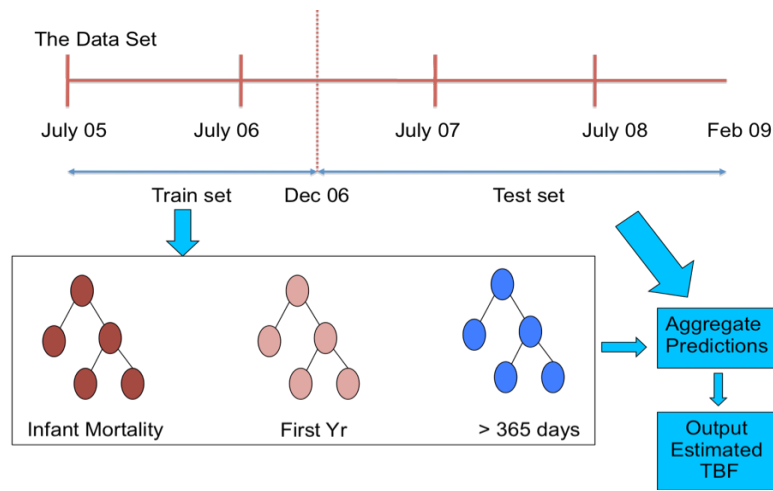 The Data Set
July 05
July 06
July 07
July 08
Feb 09
Train set
Dec 06
Test set
Infant Mortality
First Yr
> 365 days
Aggregate
Predictions
Output
Estimated
TBF